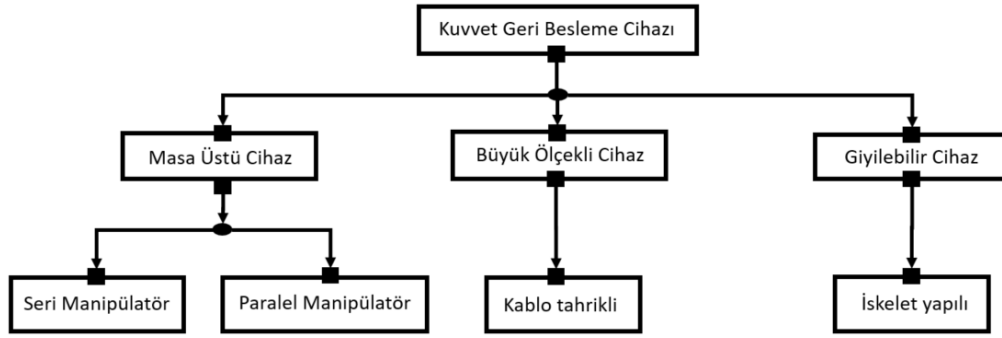 Kuvvet Geri Besleme Cihazı
Masa Üstü Cihaz
Büyük Ölçekli Cihaz
Giyilebilir Cihaz
Seri Manipülatör
Paralel Manipülatör
Kablo tahrikli
İskelet yapılı